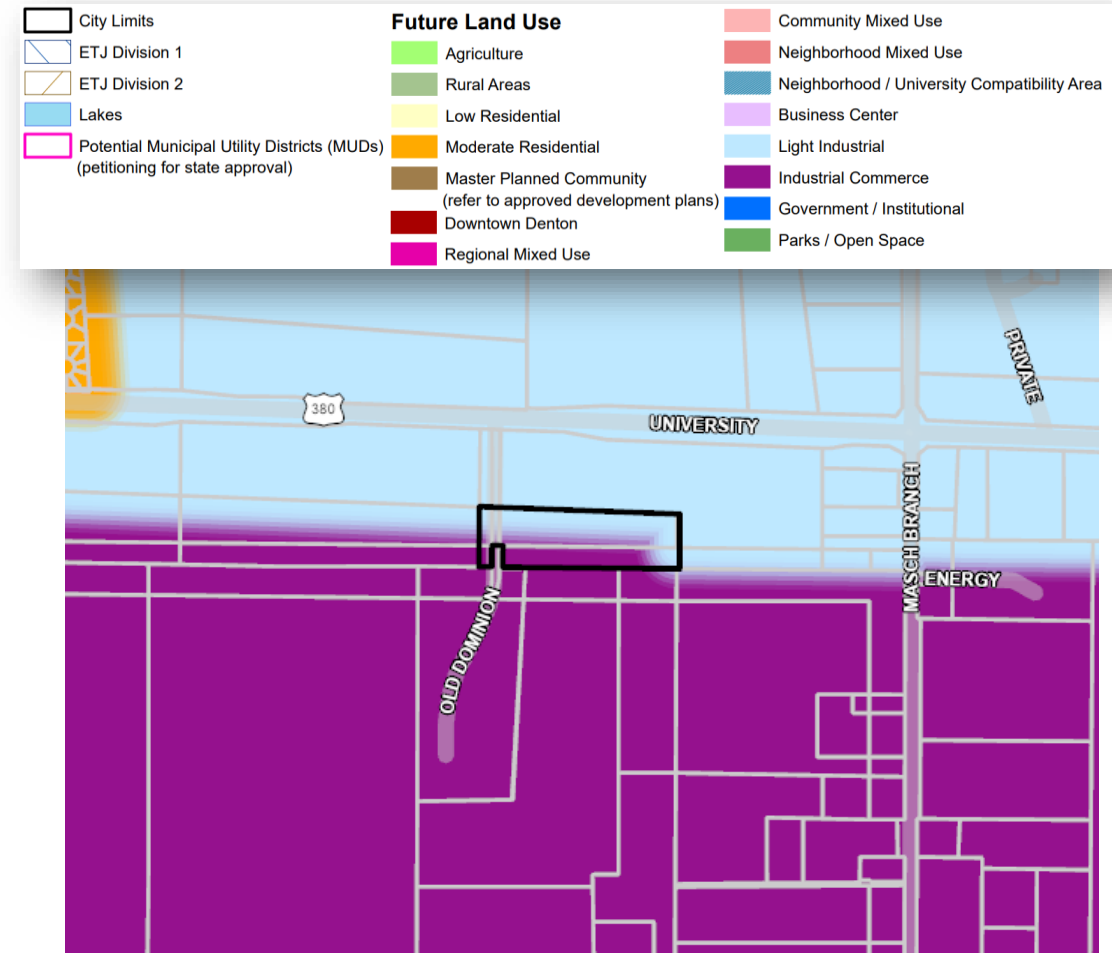 City Limits
ETJ Division 1
ETJ Division 2
Lakes
Potential Municipal Utility Districts (MUDs)
(petitioning for state approval)
Future Land Use
Agriculture
Rural Areas
Low Residential
Moderate Residential
Master Planned Community
(refer to approved development plans)
Downtown Denton
Regional Mixed Use
Community Mixed Use
Neighborhood Mixed Use
Neighborhood / University Compatibility Area
Business Center
Light Industrial
Industrial Commerce
Government / Institutional
Parks / Open Space
PRIVATE
380
UNIVERSITY
MASCH BRANCH
ENERGY
OLD DOMINION